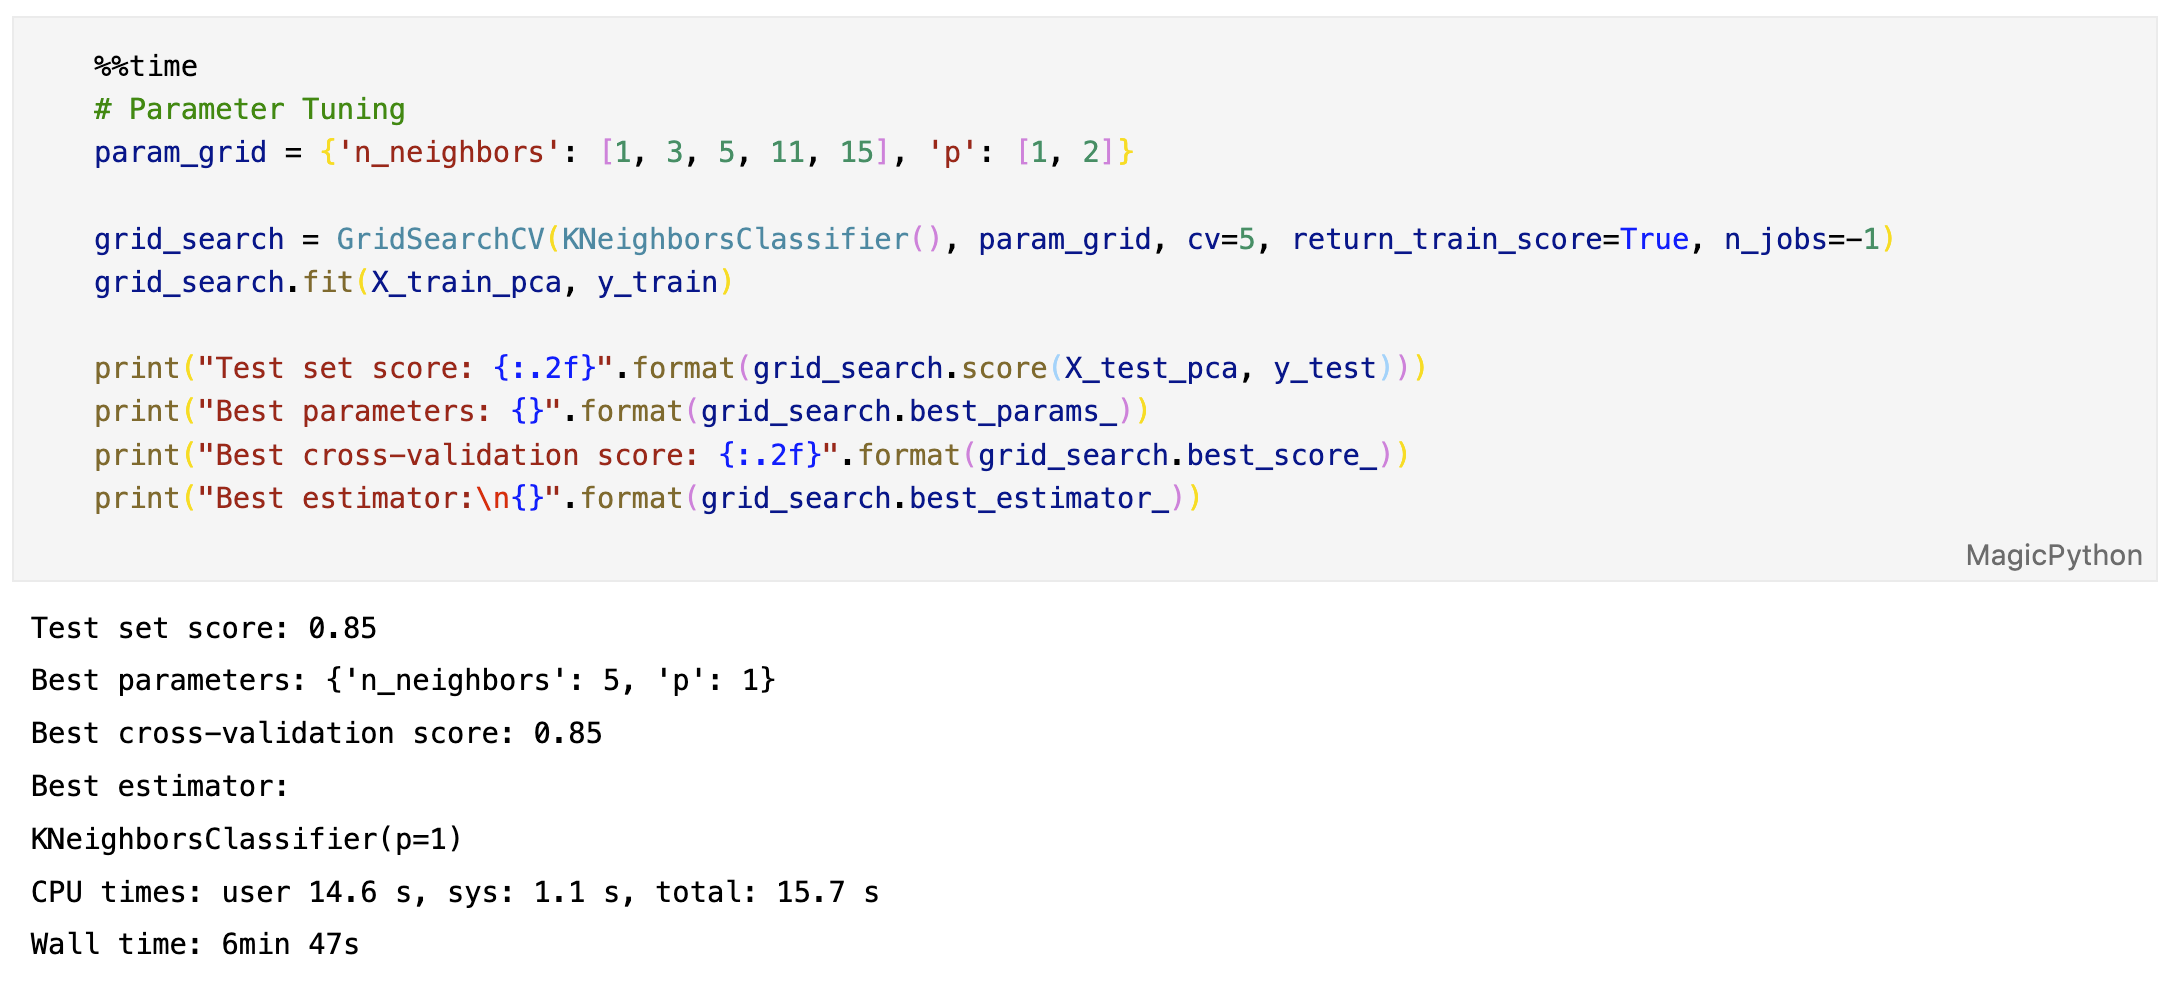 %%time
# Parameter Tuning
param_grid = {'n_neighbors': [1, 3, 5, 11, 15], 'p': [1, 2]}
grid_search = GridSearchCV(KNeighborsClassifier(), param_grid, cv=5, return_train_score=True, n_jobs=-1)
grid_search.fit(X_train_pca, y_train)
print("Test set score: {:.2f}".format(grid_search.score(X_test_pca, y_test)))
print("Best parameters: {}".format(grid_search.best_params_))
print("Best cross-validation score: {:.2f}".format(grid_search.best_score_))
print("Best estimator:\n{}".format(grid_search.best_estimator_))
MagicPython
Test set score: 0.85
Best parameters: {'n_neighbors': 5, 'p': 1}
Best cross-validation score: 0.85
Best estimator:
KNeighborsClassifier(p=1)
CPU times: user 14.6 s, sys: 1.1 s, total: 15.7 s
Wall time: 6min 47s